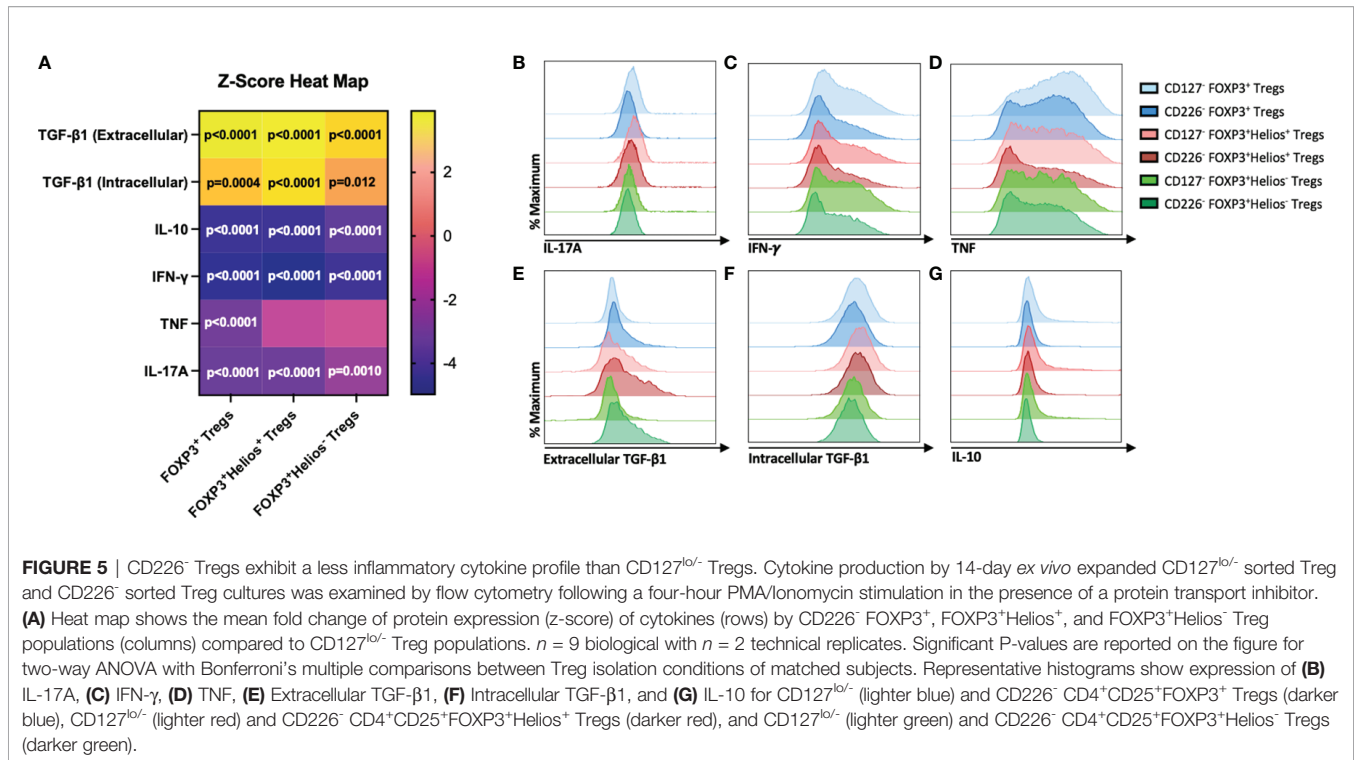 A
Z-Score Heat Map
TGF-β1 (Extracellular) p<0.0001 p<0.0001 p<0.0001
TGF-β1 (Intracellular) p=0.0004 p<0.0001 p=0.012
IL-10 p<0.0001 p<0.0001 p<0.0001
IFN-γ p<0.0001 p<0.0001 p<0.0001
TNF p<0.0001
IL-17A p<0.0001 p<0.0001 p=0.0010
2
0
-2
-4
FOXP3⁺ Tregs
FOXP3⁺Helios⁺ Tregs
FOXP3⁺Helios⁻ Tregs
B
% Maximum
IL-17A
C
IFN-γ
D
TNF
CD127⁻ FOXP3⁺ Tregs
CD226⁻ FOXP3⁺ Tregs
CD127⁻ FOXP3⁺Helios⁺ Tregs
CD226⁻ FOXP3⁺Helios⁺ Tregs
CD127⁻ FOXP3⁺Helios⁻ Tregs
CD226⁻ FOXP3⁺Helios⁻ Tregs
E
% Maximum
Extracellular TGF-β1
F
Intracellular TGF-β1
G
IL-10
FIGURE 5 | CD226⁻ Tregs exhibit a less inflammatory cytokine profile than CD127ˡᵒ/⁻ Tregs. Cytokine production by 14-day ex vivo expanded CD127ˡᵒ/⁻ sorted Treg
and CD226⁻ sorted Treg cultures was examined by flow cytometry following a four-hour PMA/Ionomycin stimulation in the presence of a protein transport inhibitor.
(A) Heat map shows the mean fold change of protein expression (z-score) of cytokines (rows) by CD226⁻ FOXP3⁺, FOXP3⁺Helios⁺, and FOXP3⁺Helios⁻ Treg
populations (columns) compared to CD127ˡᵒ/⁻ Treg populations. n = 9 biological with n = 2 technical replicates. Significant P-values are reported on the figure for
two-way ANOVA with Bonferroni's multiple comparisons between Treg isolation conditions of matched subjects. Representative histograms show expression of (B)
IL-17A, (C) IFN-γ, (D) TNF, (E) Extracellular TGF-β1, (F) Intracellular TGF-β1, and (G) IL-10 for CD127ˡᵒ/⁻ (lighter blue) and CD226⁻ CD4⁺CD25⁺FOXP3⁺ Tregs (darker
blue), CD127ˡᵒ/⁻ (lighter red) and CD226⁻ CD4⁺CD25⁺FOXP3⁺Helios⁺ Tregs (darker red), and CD127ˡᵒ/⁻ (lighter green) and CD226⁻ CD4⁺CD25⁺FOXP3⁺Helios⁻ Tregs
(darker green).